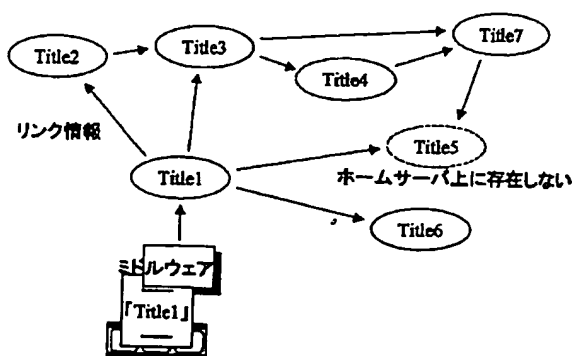 Title2
Title3
Title7
Title4
リンク情報
Title5
Title1
ホームサーバ上に存在しない
Title6
ミドルウェア
「Title1」